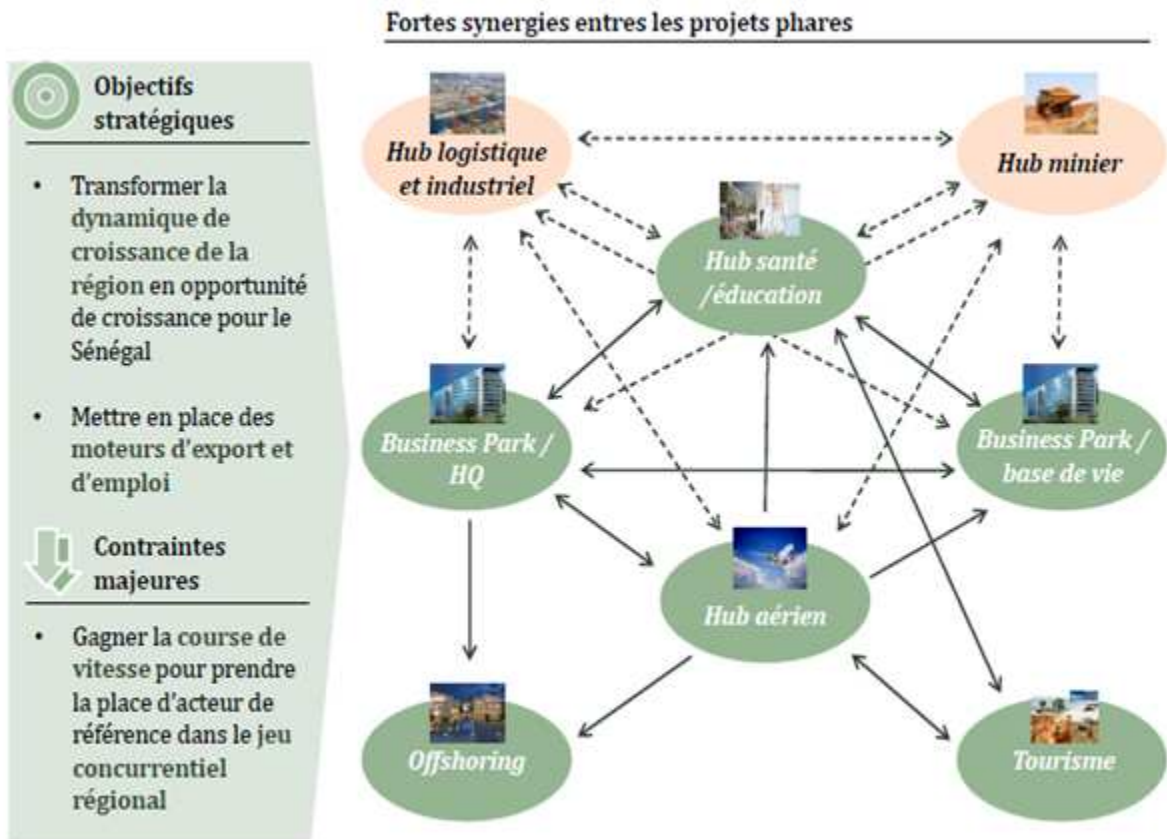 Fortes synergies entres les projets phares
Objectifs
stratégiques
• Transformer la
dynamique de
croissance de la
région en opportunité
de croissance pour le
Sénégal
• Mettre en place des
moteurs d'export et
d'emploi
Contraintes
majeures
• Gagner la course de
vitesse pour prendre
la place d'acteur de
référence dans le jeu
concurrentiel
régional
Hub logistique
et industriel
Hub minier
Hub santé
/éducation
Business Park /
HQ
Business Park /
base de vie
Hub aérien
Offshoring
Tourisme